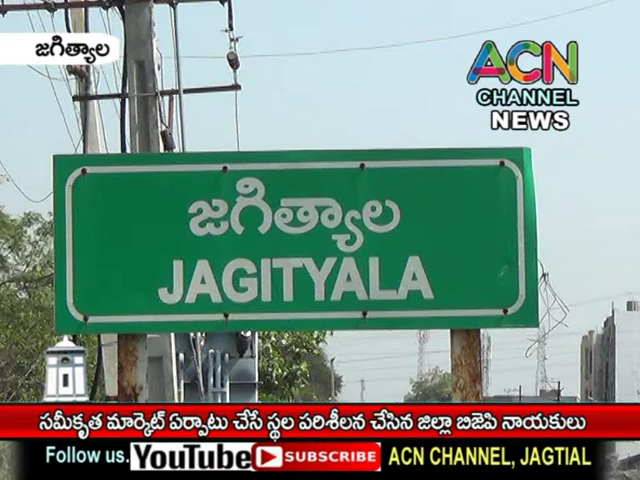 జగిత్యాల
ACN
CHANNEL
NEWS
జగిత్యాల
JAGITYALA
సమీకృత మార్కెట్ ఏర్పాటు చేసే స్థల పరిశీలన చేసిన జిల్లా బిజెపి నాయకులు
Follow us. YouTube SUBSCRIBE ACN CHANNEL, JAGTIAL